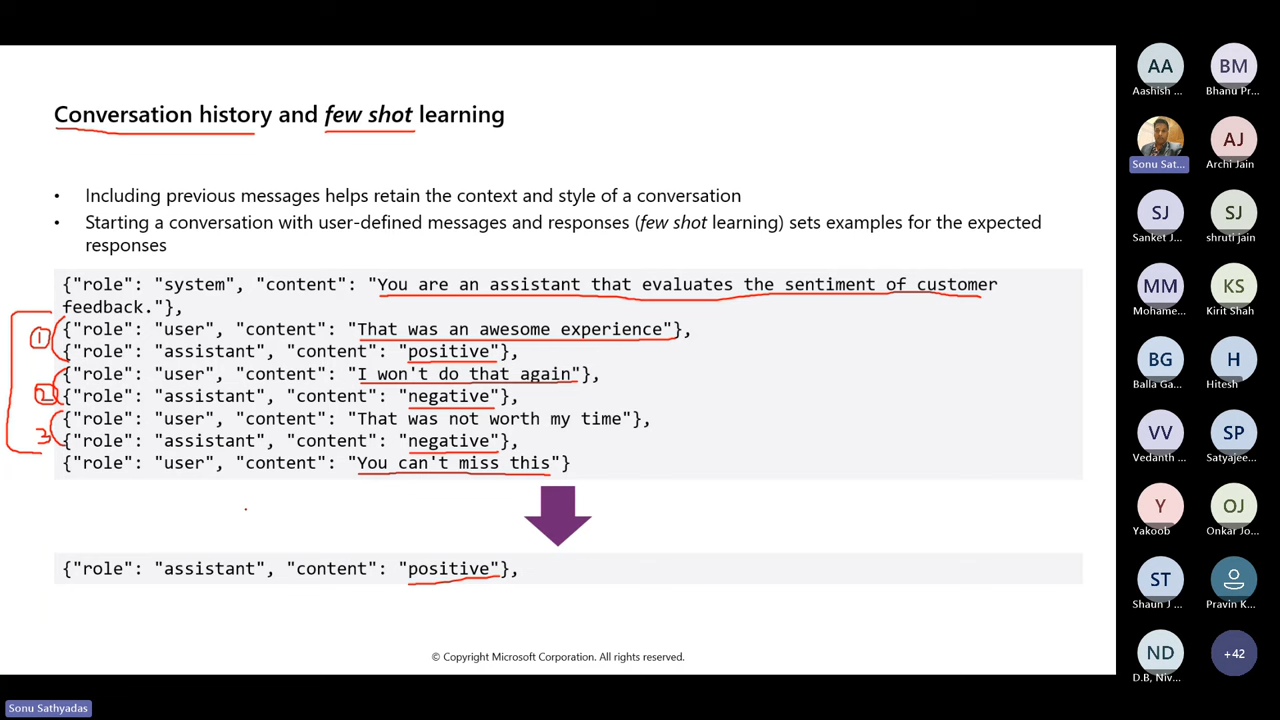 Conversation history and few shot learning
• Including previous messages helps retain the context and style of a conversation
• Starting a conversation with user-defined messages and responses (few shot learning) sets examples for the expected
responses
{"role": "system", "content": "You are an assistant that evaluates the sentiment of customer
feedback."},
1 {"role": "user", "content": "That was an awesome experience"},
{"role": "assistant", "content": "positive"},
{"role": "user", "content": "I won't do that again"},
2 {"role": "assistant", "content": "negative"},
{"role": "user", "content": "That was not worth my time"},
3 {"role": "assistant", "content": "negative"},
{"role": "user", "content": "You can't miss this"}
{"role": "assistant", "content": "positive"},
© Copyright Microsoft Corporation. All rights reserved.
AA BM
Aashish ... Bhanu Pr...
AJ
Sonu Sat... Archi Jain
SJ SJ
Sanket J... shruti jain
MM KS
Mohame... Kirit Shah
BG H
Balla Ga... Hitesh
VV SP
Vedanth ... Satyajee...
Y OJ
Yakoob Onkar Jo...
ST
Shaun J ... Pravin K...
ND +42
D.B, Niv...
Sonu Sathyadas